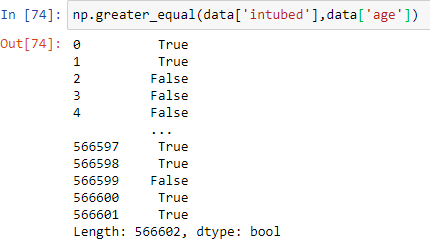 In [74]: np.greater_equal(data['intubed'],data['age'])
Out[74]: 0 True
1 True
2 False
3 False
4 False
...
566597 True
566598 True
566599 False
566600 True
566601 True
Length: 566602, dtype: bool